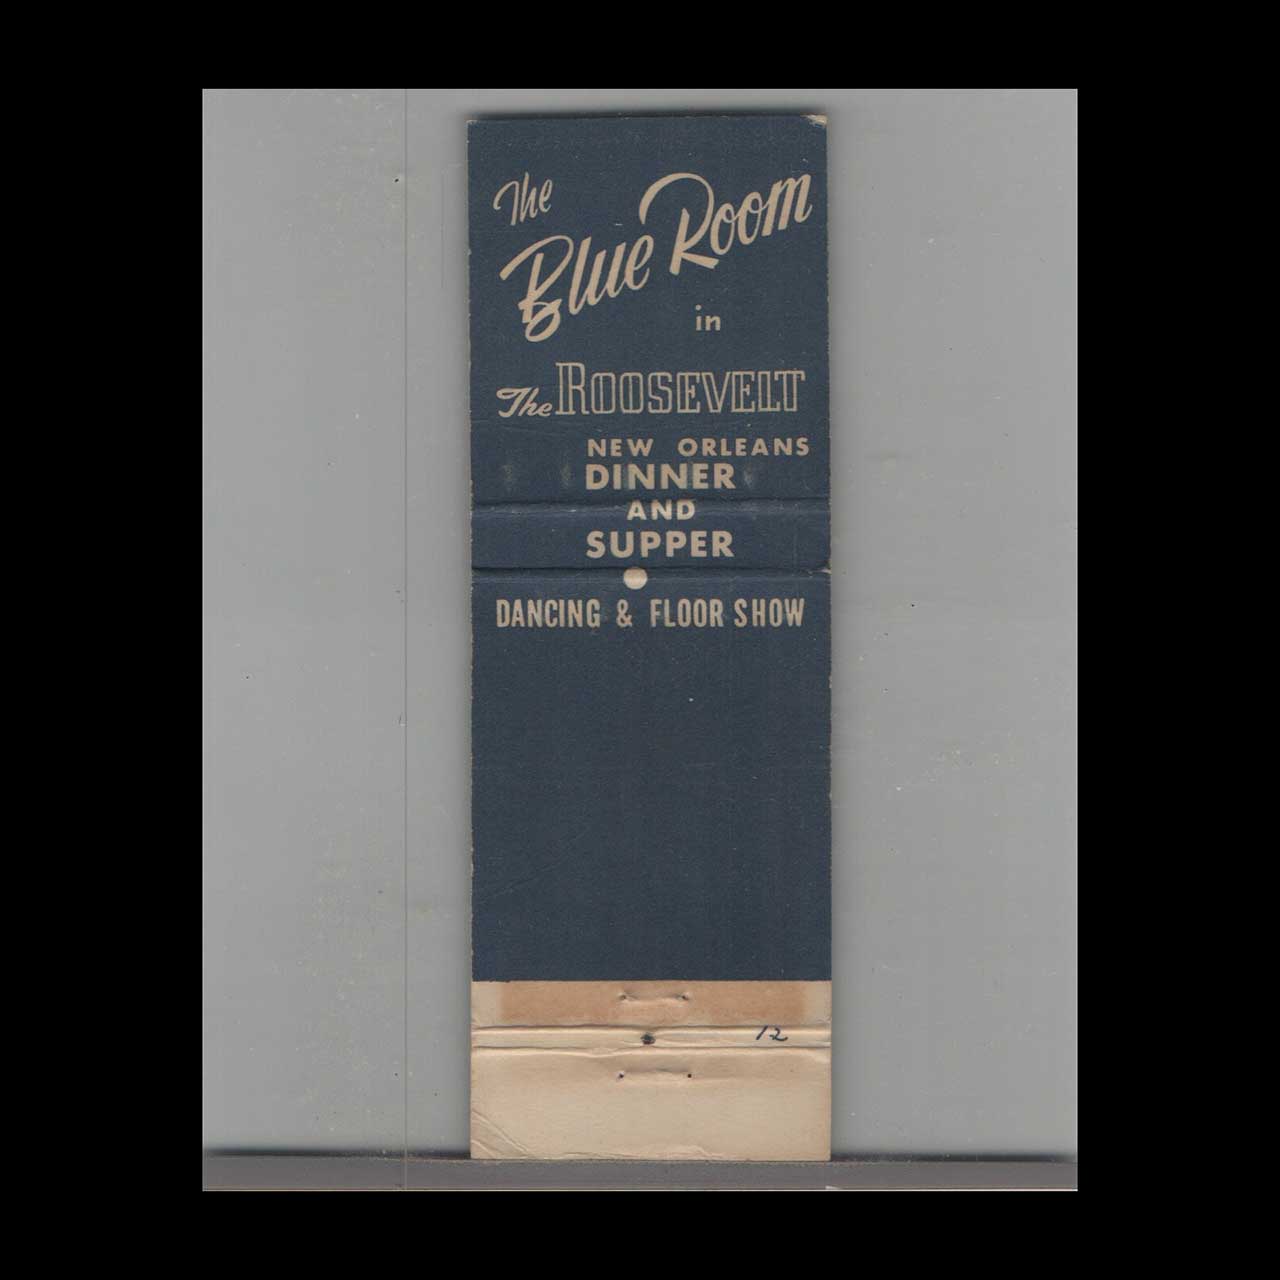 The
Blue Room
in
The ROOSEVELT
NEW ORLEANS
DINNER
AND
SUPPER
DANCING & FLOOR SHOW
12